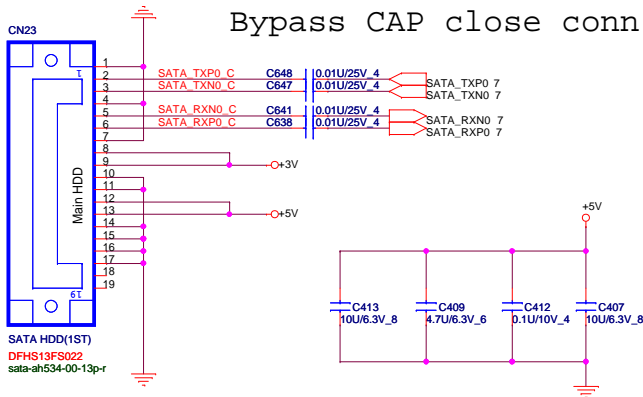 Bypass CAP close conn
CN23
1
1
2 SATA_TXP0_C C648 0.01U/25V_4 SATA_TXP0 7
3 SATA_TXN0_C C647 0.01U/25V_4 SATA_TXN0 7
4
5 SATA_RXN0_C C641 0.01U/25V_4 SATA_RXN0 7
6 SATA_RXP0_C C638 0.01U/25V_4 SATA_RXP0 7
7
8
9 +3V
10
11
12
13 +5V
14
15
16
17
18
19
19
Main HDD
SATA HDD(1ST)
DFHS13FS022
sata-ah534-00-13p-r
+5V
C413 C409 C412 C407
10U/6.3V_8 4.7U/6.3V_6 0.1U/10V_4 10U/6.3V_8